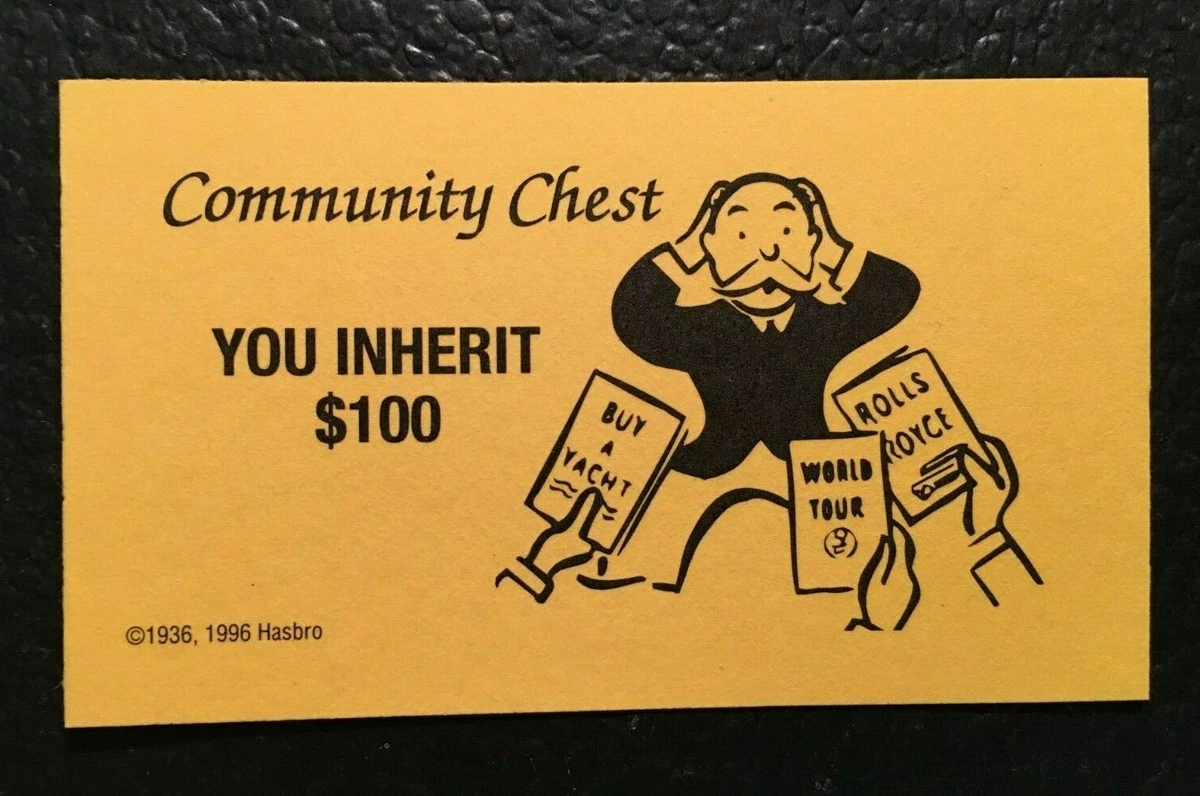 Community Chest
YOU INHERIT
$100
BUY
A
YACHT
WORLD
TOUR
ROLLS
ROYCE
©1936, 1996 Hasbro